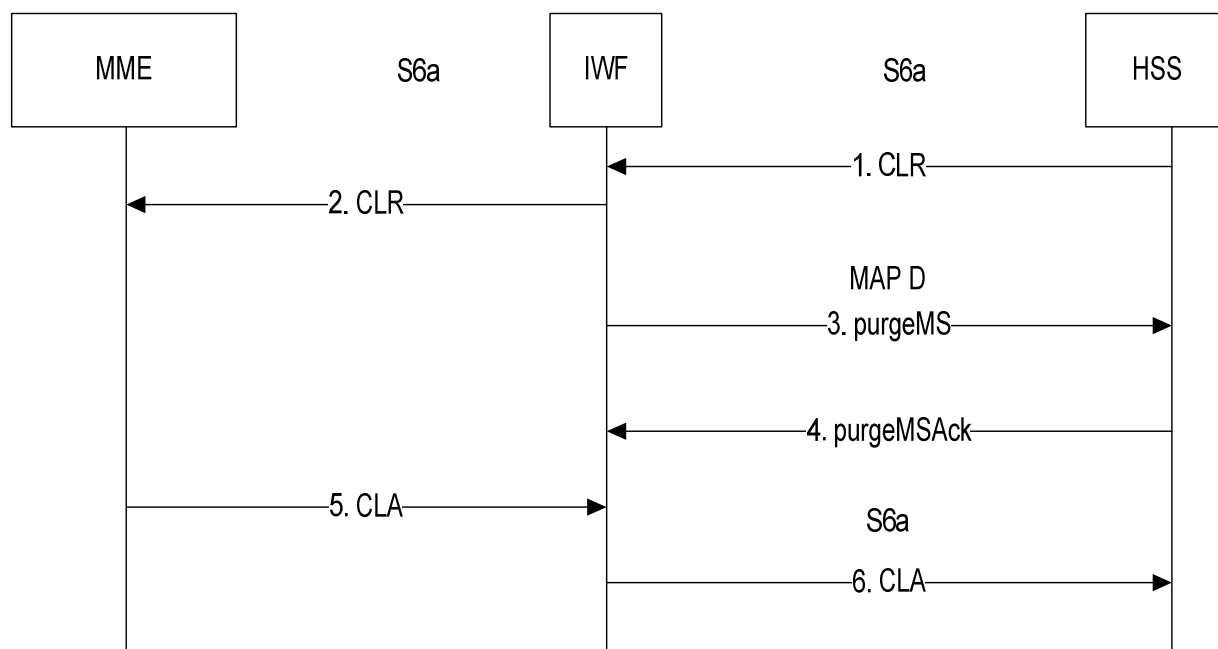 MME
S6a
IWF
S6a
HSS
1. CLR
2. CLR
MAP D
3. purgeMS
4. purgeMSAck
5. CLA
S6a
6. CLA